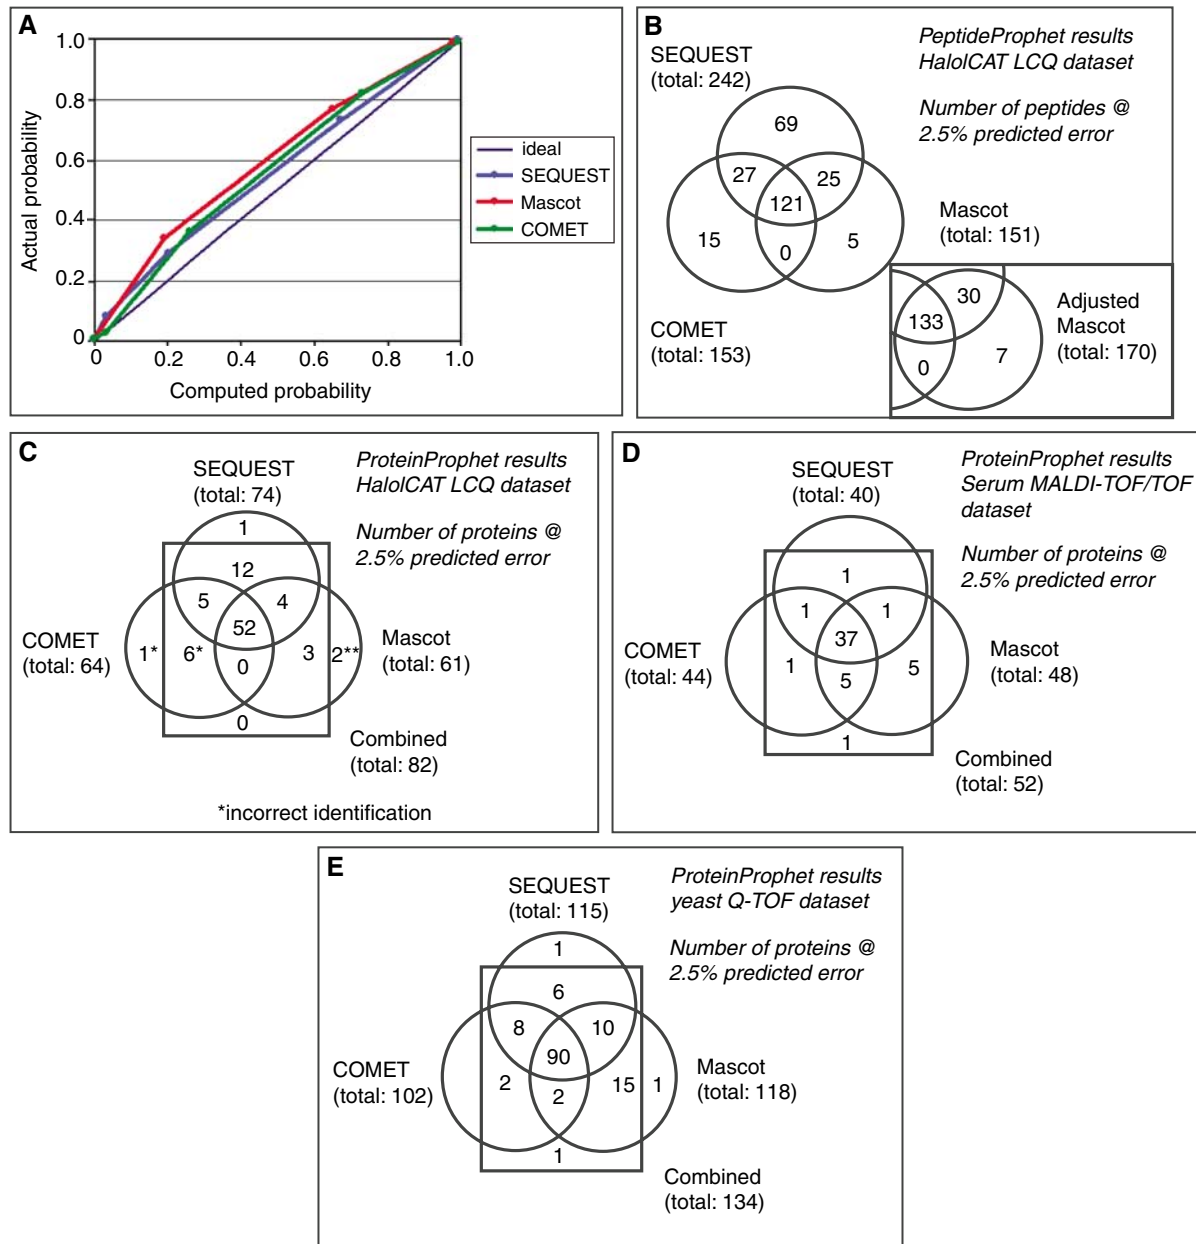 A
1.0
0.8
0.6
0.4
0.2
0
0 0.2 0.4 0.6 0.8 1.0
Actual probability
Computed probability
ideal
SEQUEST
Mascot
COMET
B
SEQUEST
(total: 242)
PeptideProphet results
HalolCAT LCQ dataset
Number of peptides @
2.5% predicted error
69
27
25
121
15
0
5
Mascot
(total: 151)
COMET
(total: 153)
30
133
0
7
Adjusted
Mascot
(total: 170)
C
SEQUEST
(total: 74)
ProteinProphet results
HalolCAT LCQ dataset
Number of proteins @
2.5% predicted error
1
12
5
4
52
1*
6*
0
3
2**
0
COMET
(total: 64)
Mascot
(total: 61)
Combined
(total: 82)
*incorrect identification
D
SEQUEST
(total: 40)
ProteinProphet results
Serum MALDI-TOF/TOF
dataset
Number of proteins @
2.5% predicted error
1
1
1
37
1
5
5
1
COMET
(total: 44)
Mascot
(total: 48)
Combined
(total: 52)
E
SEQUEST
(total: 115)
ProteinProphet results
yeast Q-TOF dataset
Number of proteins @
2.5% predicted error
1
6
8
10
90
2
2
15
1
1
COMET
(total: 102)
Mascot
(total: 118)
Combined
(total: 134)